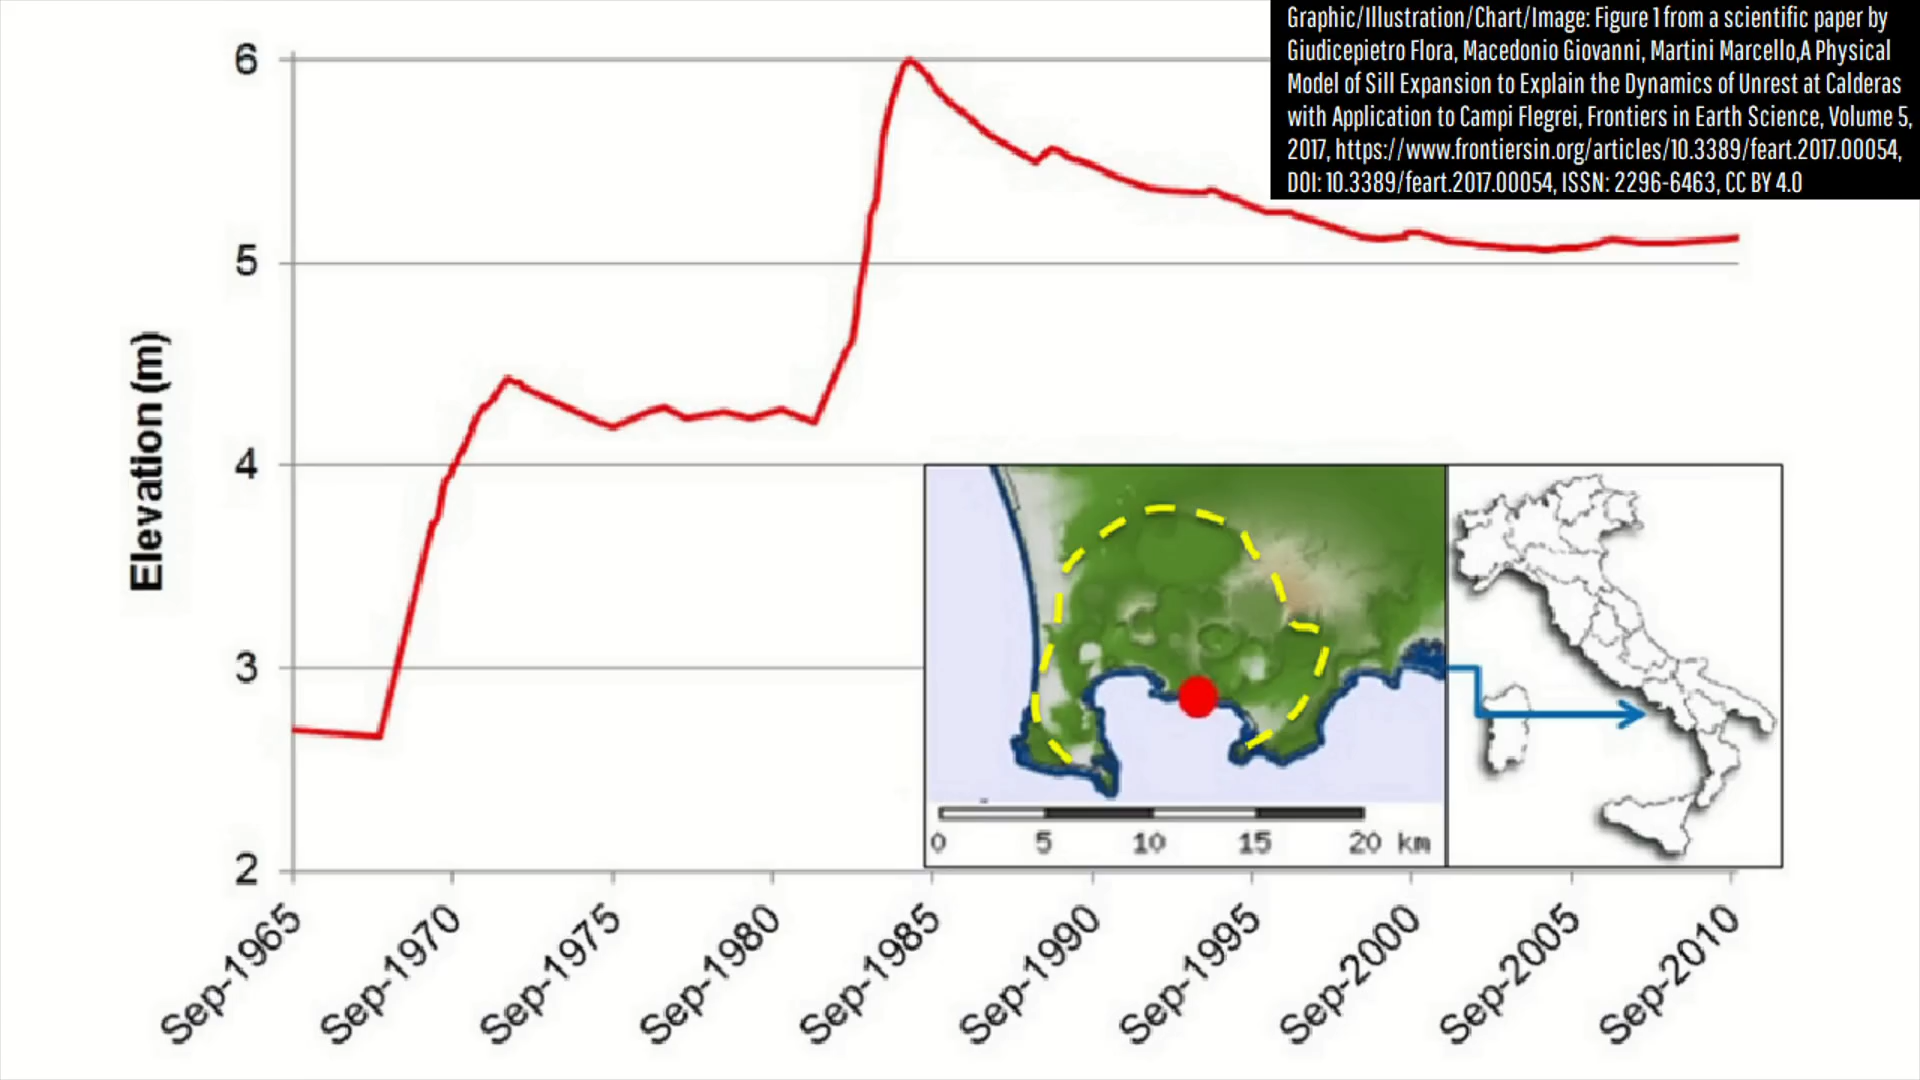 Graphic/Illustration/Chart/Image: Figure 1 from a scientific paper by
Giudicepietro Flora, Macedonio Giovanni, Martini Marcello,A Physical
Model of Sill Expansion to Explain the Dynamics of Unrest at Calderas
with Application to Campi Flegrei, Frontiers in Earth Science, Volume 5,
2017, https://www.frontiersin.org/articles/10.3389/feart.2017.00054,
DOI: 10.3389/feart.2017.00054, ISSN: 2296-6463, CC BY 4.0
Elevation (m)
6
5
4
3
2
0 5 10 15 20 km
Sep-1965
Sep-1970
Sep-1975
Sep-1980
Sep-1985
Sep-1990
Sep-1995
Sep-2000
Sep-2005
Sep-2010